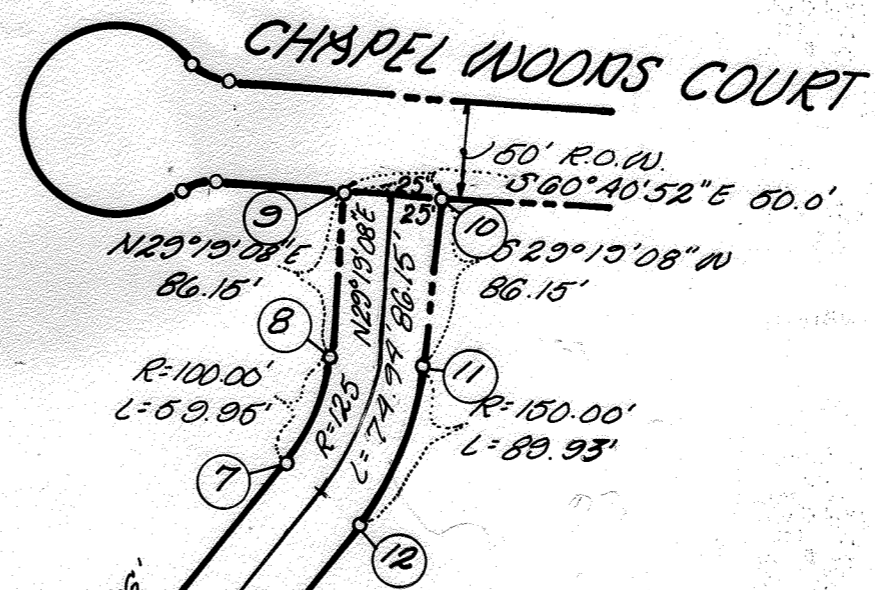 CHAPEL WOODS COURT
50' R.O.W.
S60°40'52"E 50.0'
25'
25'
9
10
N29°19'08"E
86.15'
N29°19'08"E 86.15'
S29°19'08"W
86.15'
8
11
R=100.00'
L=59.95'
R=125
L=74.94'
R=150.00'
L=89.93'
7
12